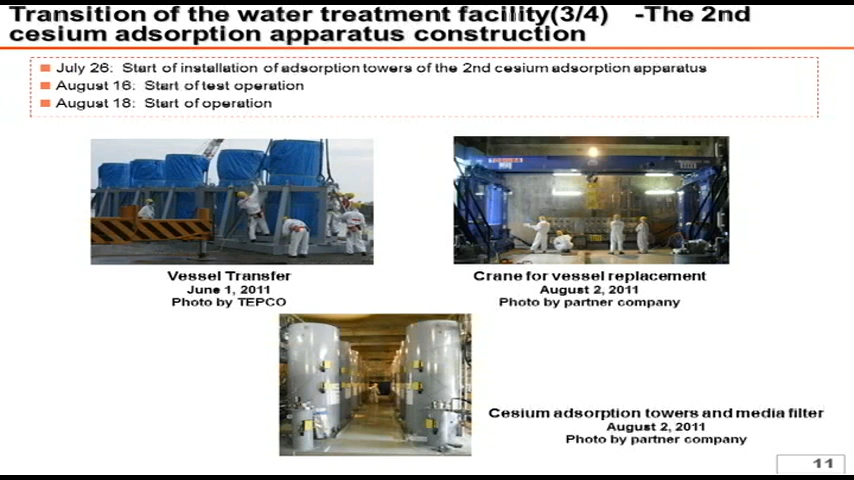 Transition of the water treatment facility(3/4) -The 2nd
cesium adsorption apparatus construction
July 26: Start of installation of adsorption towers of the 2nd cesium adsorption apparatus
August 16: Start of test operation
August 18: Start of operation
TOSHIBA
Vessel Transfer
June 1, 2011
Photo by TEPCO
Crane for vessel replacement
August 2, 2011
Photo by partner company
Cesium adsorption towers and media filter
August 2, 2011
Photo by partner company
11